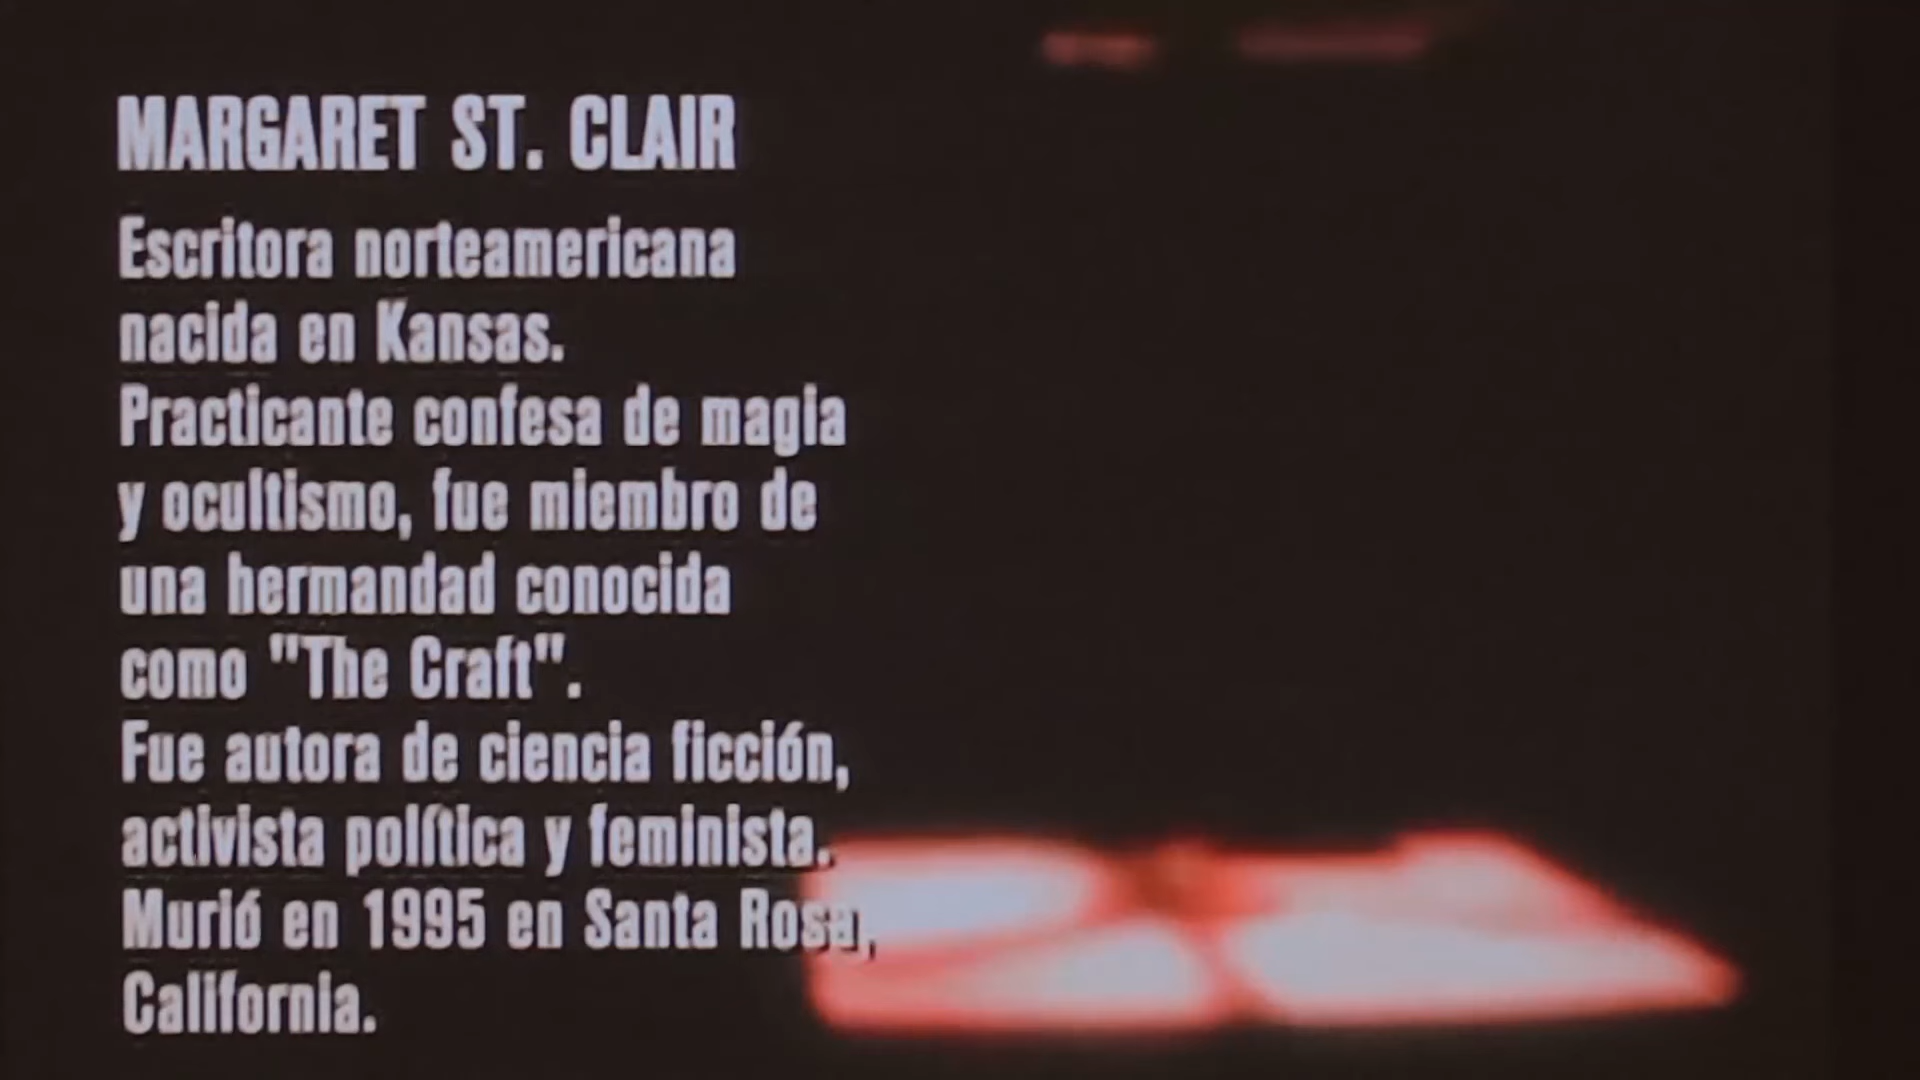 MARGARET ST. CLAIR
Escritora norteamericana
nacida en Kansas.
Practicante confesa de magia
y ocultismo, fue miembro de
una hermandad conocida
como "The Craft".
Fue autora de ciencia ficción,
activista política y feminista.
Murió en 1995 en Santa Rosa,
California.